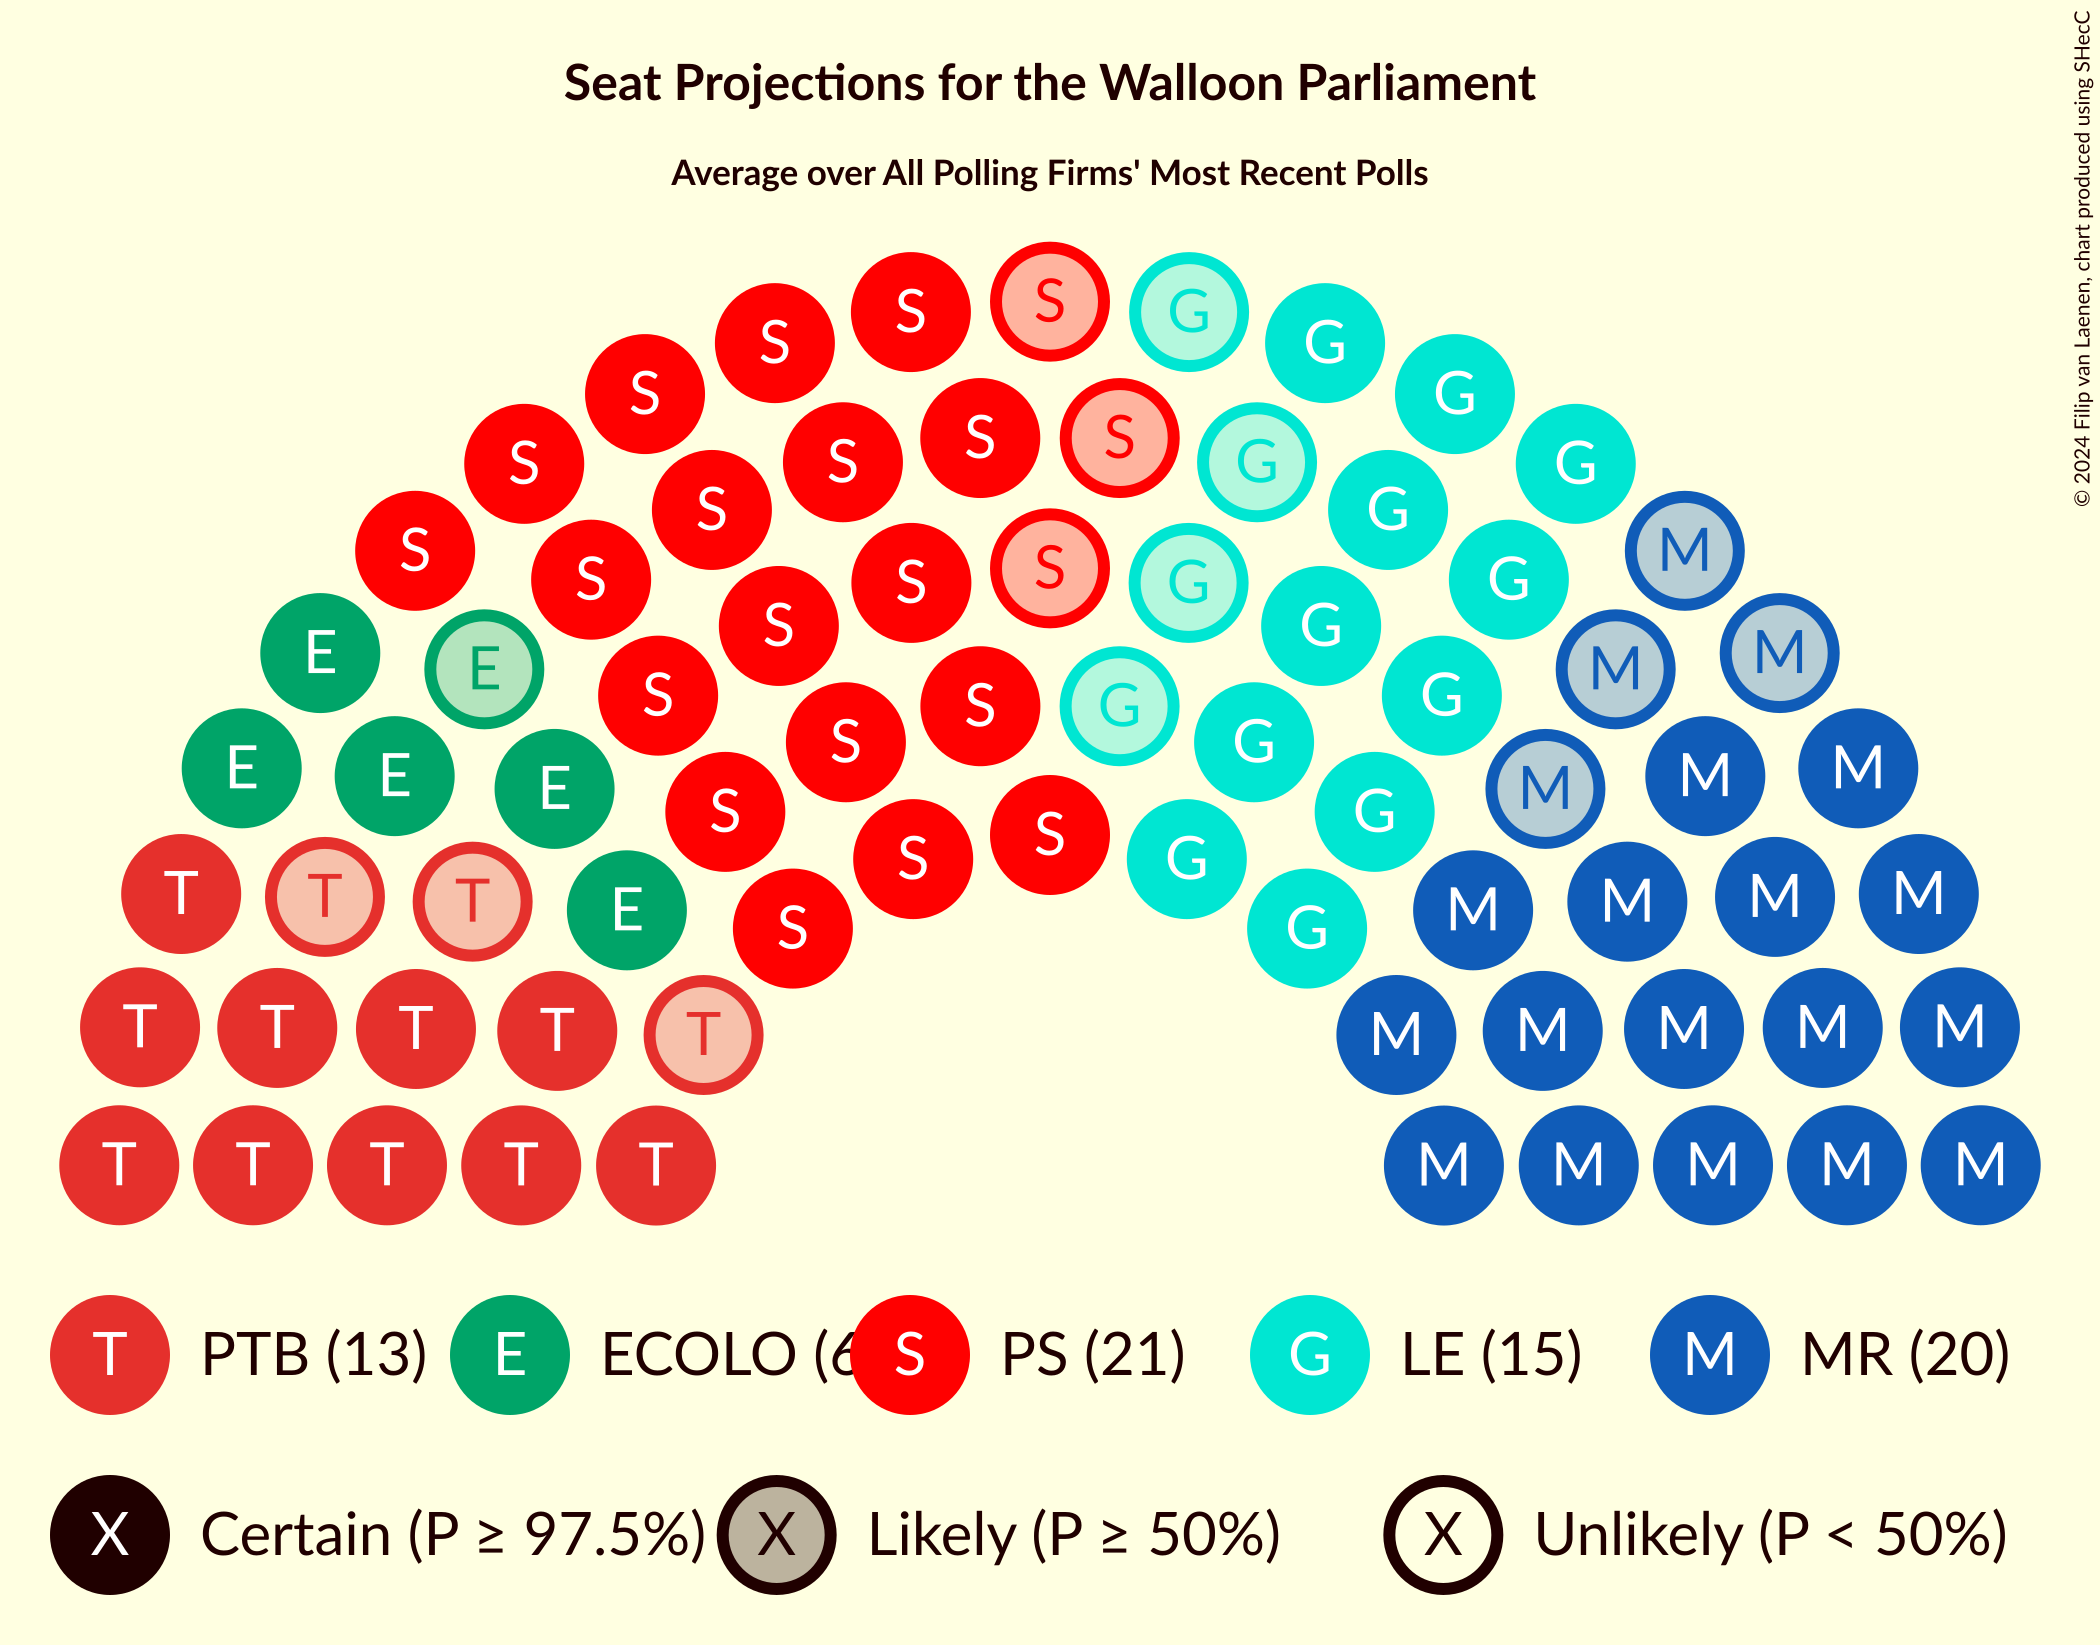 Seat Projections for the Walloon Parliament
Average over All Polling Firms' Most Recent Polls
© 2024 Filip van Laenen, chart produced using SHecC
S S G
S G
S G
S S G
S S G
S G
S S G
S S M
S G
S S G
E M
E S G M
S G
S S G
E M
E E M M
S G
T S G M
T T E M M M
S G
T T T T T M M M M M
T T T T T M M M M M
T PTB (13) E ECOLO (6 S PS (21) G LE (15) M MR (20)
X Certain (P ≥ 97.5%) X Likely (P ≥ 50%) X Unlikely (P < 50%)